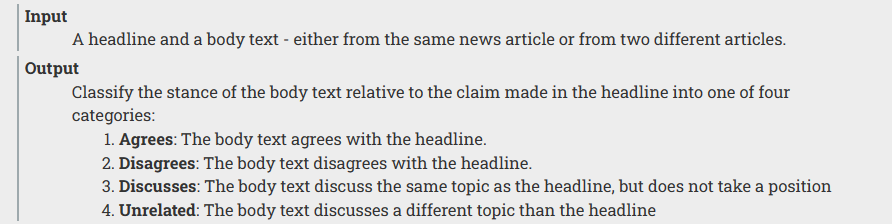 Input
A headline and a body text - either from the same news article or from two different articles.
Output
Classify the stance of the body text relative to the claim made in the headline into one of four
categories:
1. Agrees: The body text agrees with the headline.
2. Disagrees: The body text disagrees with the headline.
3. Discusses: The body text discuss the same topic as the headline, but does not take a position
4. Unrelated: The body text discusses a different topic than the headline